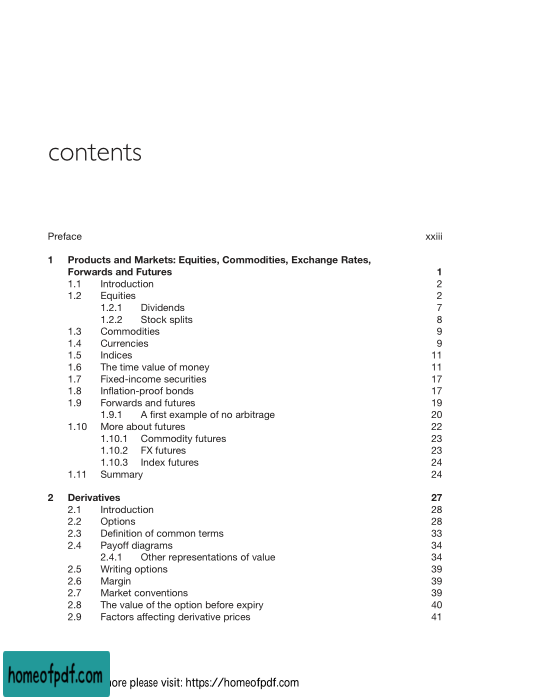 contents
Preface xxiii
1 Products and Markets: Equities, Commodities, Exchange Rates,
Forwards and Futures 1
1.1 Introduction 2
1.2 Equities 2
1.2.1 Dividends 7
1.2.2 Stock splits 8
1.3 Commodities 9
1.4 Currencies 9
1.5 Indices 11
1.6 The time value of money 11
1.7 Fixed-income securities 17
1.8 Inflation-proof bonds 17
1.9 Forwards and futures 19
1.9.1 A first example of no arbitrage 20
1.10 More about futures 22
1.10.1 Commodity futures 23
1.10.2 FX futures 23
1.10.3 Index futures 24
1.11 Summary 24
2 Derivatives 27
2.1 Introduction 28
2.2 Options 28
2.3 Definition of common terms 33
2.4 Payoff diagrams 34
2.4.1 Other representations of value 34
2.5 Writing options 39
2.6 Margin 39
2.7 Market conventions 39
2.8 The value of the option before expiry 40
2.9 Factors affecting derivative prices 41
homeofpdf.com
ore please visit: https://homeofpdf.com